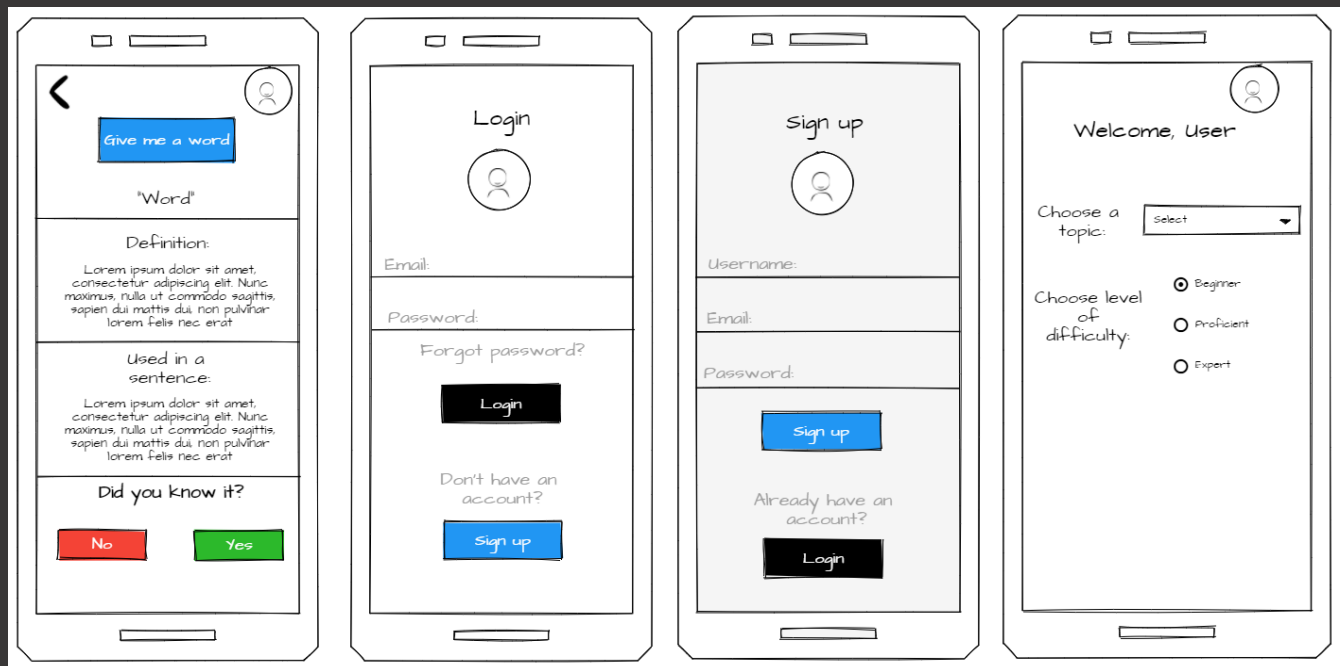 Give me a word
"Word"
Definition:
Lorem ipsum dolor sit amet,
consectetur adipiscing elit. Nunc
maximus, nulla ut commodo sagittis,
sapien dui mattis dui, non pulvinar
lorem felis nec erat
Used in a
sentence:
Lorem ipsum dolor sit amet,
consectetur adipiscing elit. Nunc
maximus, nulla ut commodo sagittis,
sapien dui mattis dui, non pulvinar
lorem felis nec erat
Did you know it?
No
Yes
Login
Email:
Password:
Forgot password?
Login
Don't have an
account?
Sign up
Sign up
Username:
Email:
Password:
Sign up
Already have an
account?
Login
Welcome, User
Choose a
topic:
Select
Choose level
of
difficulty:
Beginner
Proficient
Expert